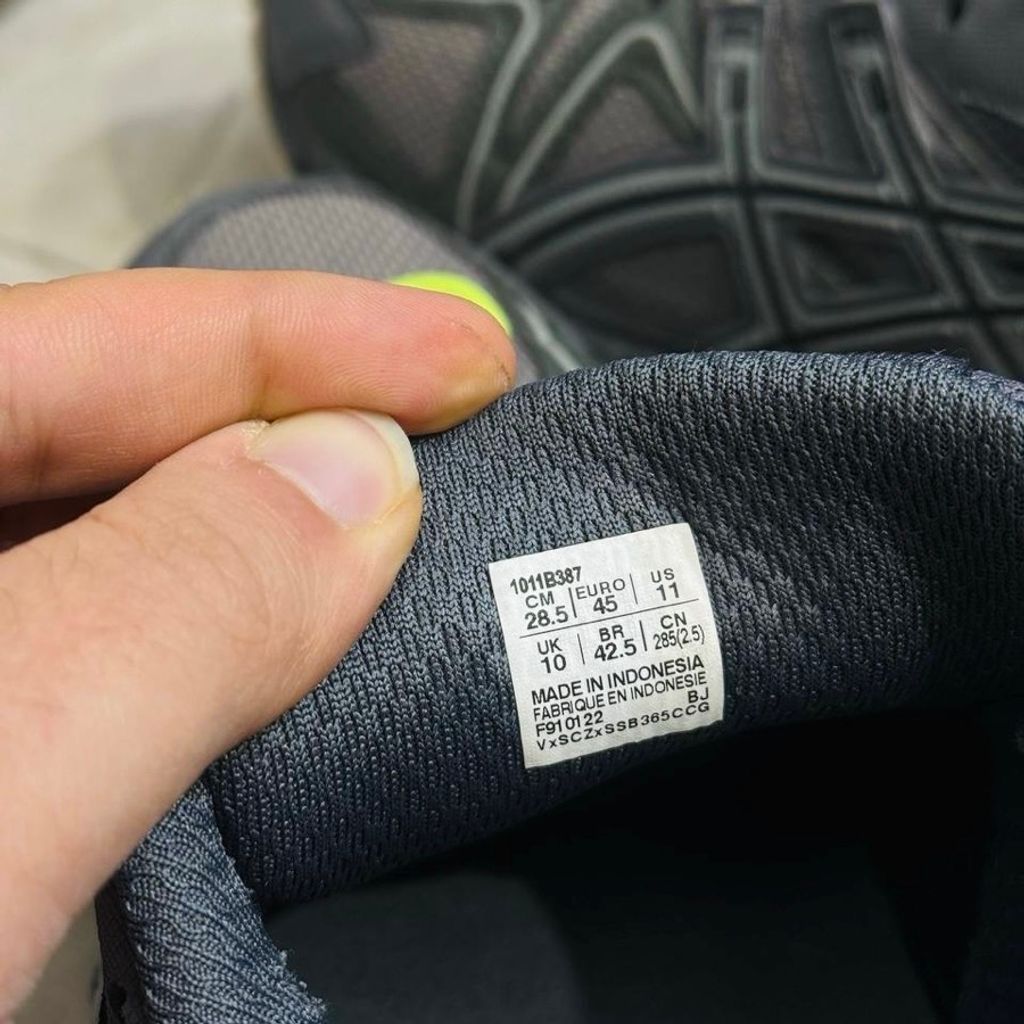 1011B387
CM | EURO | US
28.5 | 45 | 11
UK | BR | CN
10 | 42.5 | 285(2.5)
MADE IN INDONESIA
FABRIQUE EN INDONESIE
F910122 BJ
VxSCZxSSB365CCG